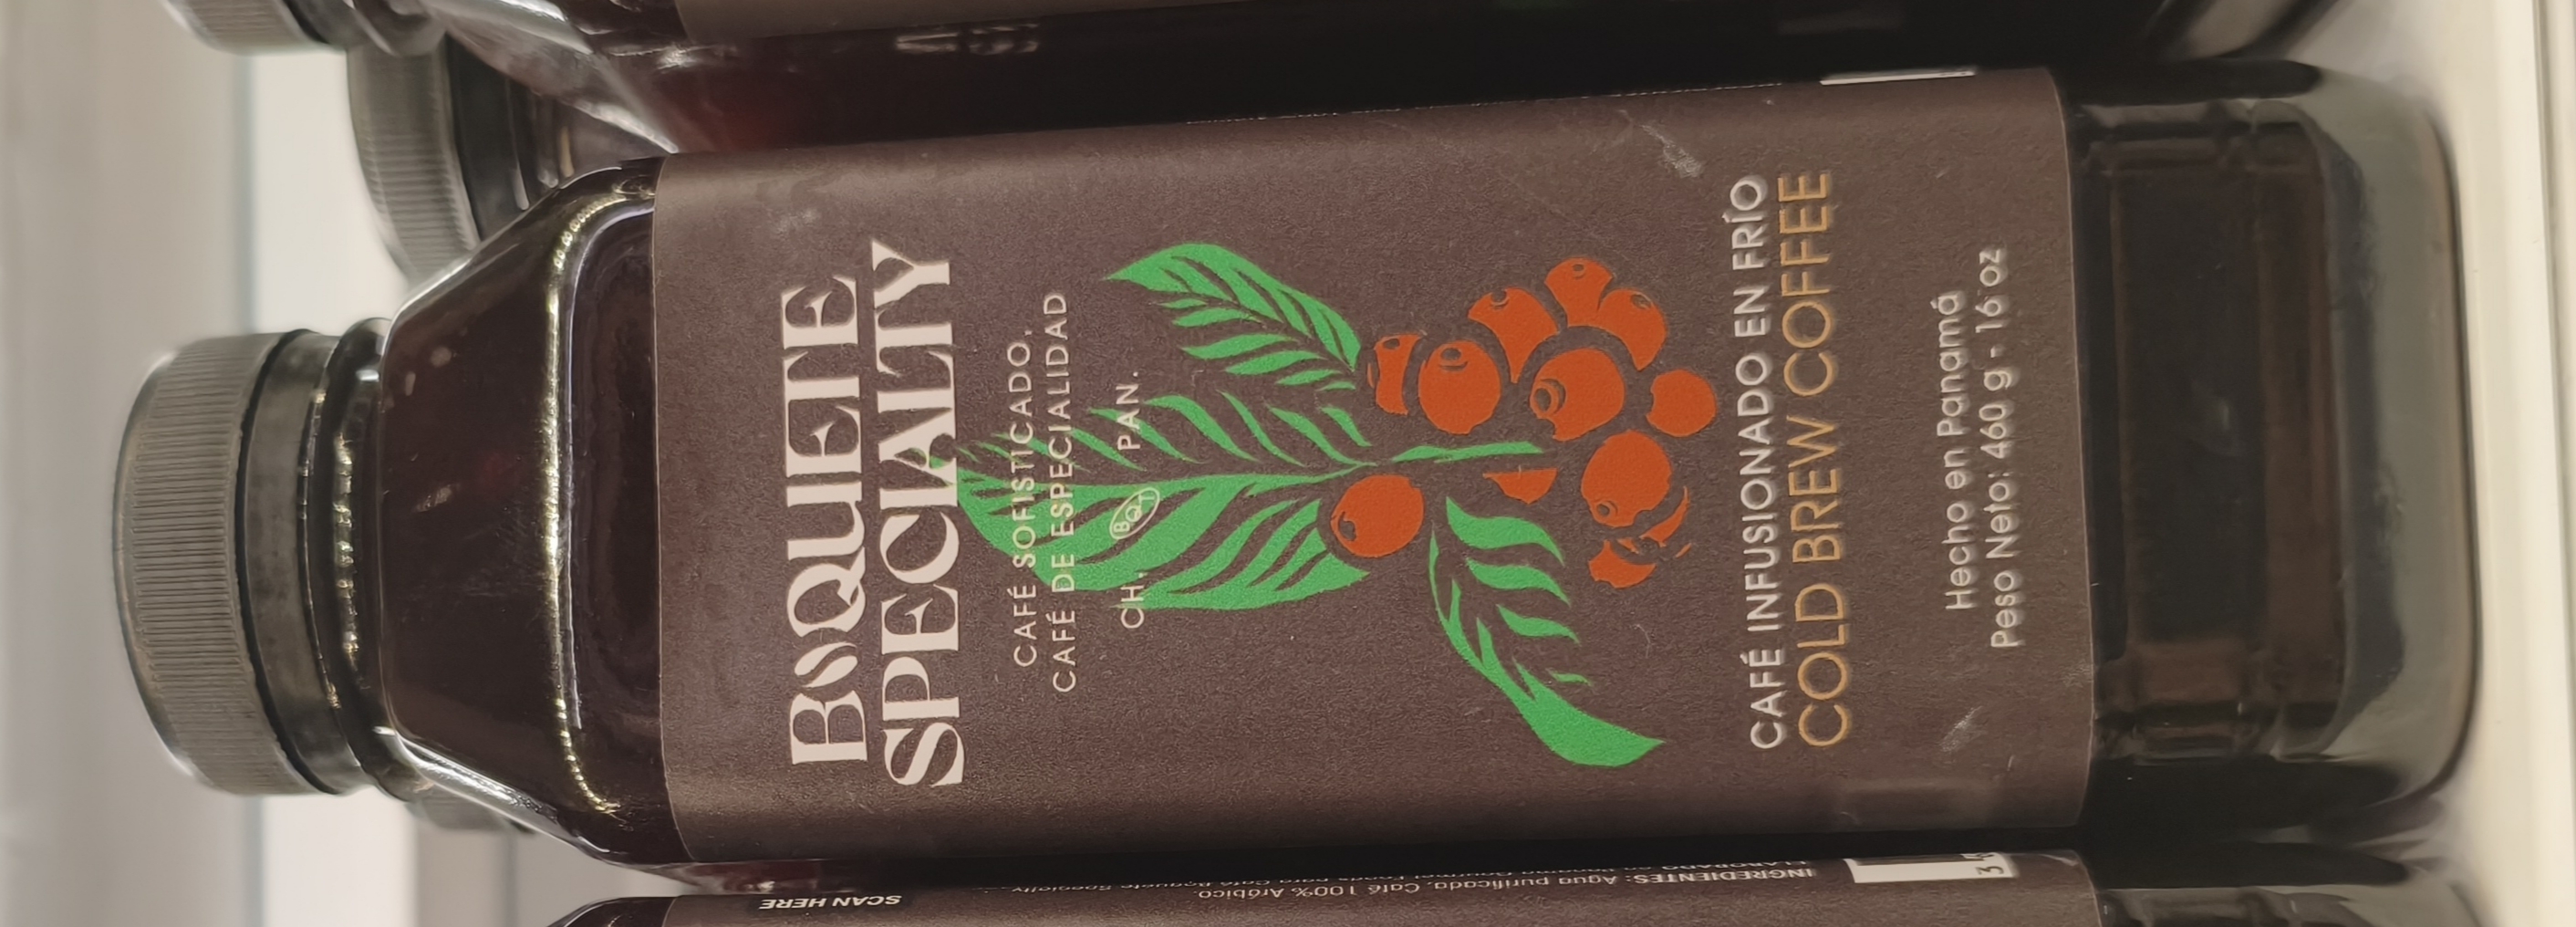 BOQUETE
SPECIALTY
CAFÉ SOFISTICADO,
CAFÉ DE ESPECIALIDAD
CH. BQT PAN.
CAFÉ INFUSIONADO EN FRÍO
COLD BREW COFFEE
Hecho en Panamá
Peso Neto: 460 g - 16 oz
SCAN HERE
INGREDIENTES: Agua purificada, Café 100% Arábico.